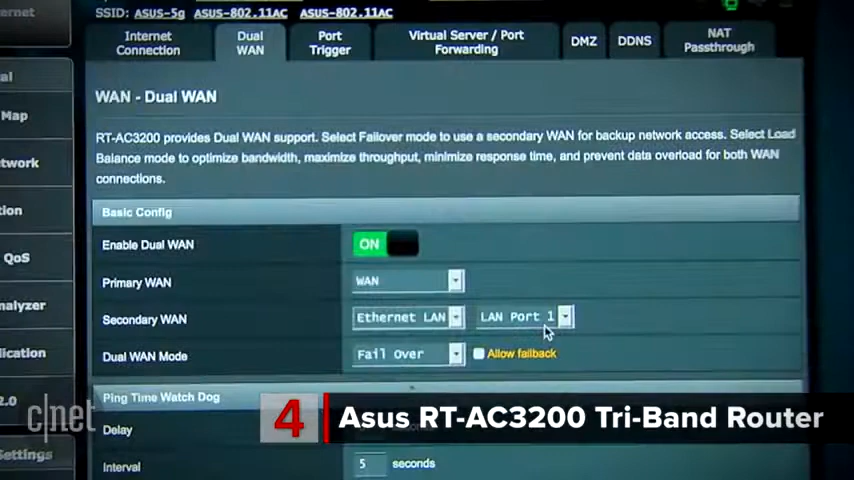 ernet
SSID: ASUS-5g ASUS-802.11AC ASUS-802.11AC
Internet Connection
Dual WAN
Port Trigger
Virtual Server / Port Forwarding
DMZ
DDNS
NAT Passthrough
al
Map
twork
tion
QoS
nalyzer
lication
2.0
Settings
WAN - Dual WAN
RT-AC3200 provides Dual WAN support. Select Failover mode to use a secondary WAN for backup network access. Select Load
Balance mode to optimize bandwidth, maximize throughput, minimize response time, and prevent data overload for both WAN
connections.
Basic Config
Enable Dual WAN ON
Primary WAN WAN
Secondary WAN Ethernet LAN LAN Port 1
Dual WAN Mode Fail Over Allow failback
Ping Time Watch Dog
Delay
Interval 5 seconds
c|net
4 Asus RT-AC3200 Tri-Band Router